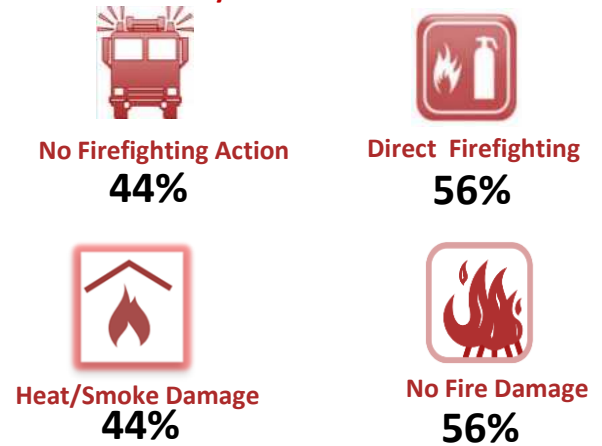 No Firefighting Action
44%
Direct Firefighting
56%
Heat/Smoke Damage
44%
No Fire Damage
56%